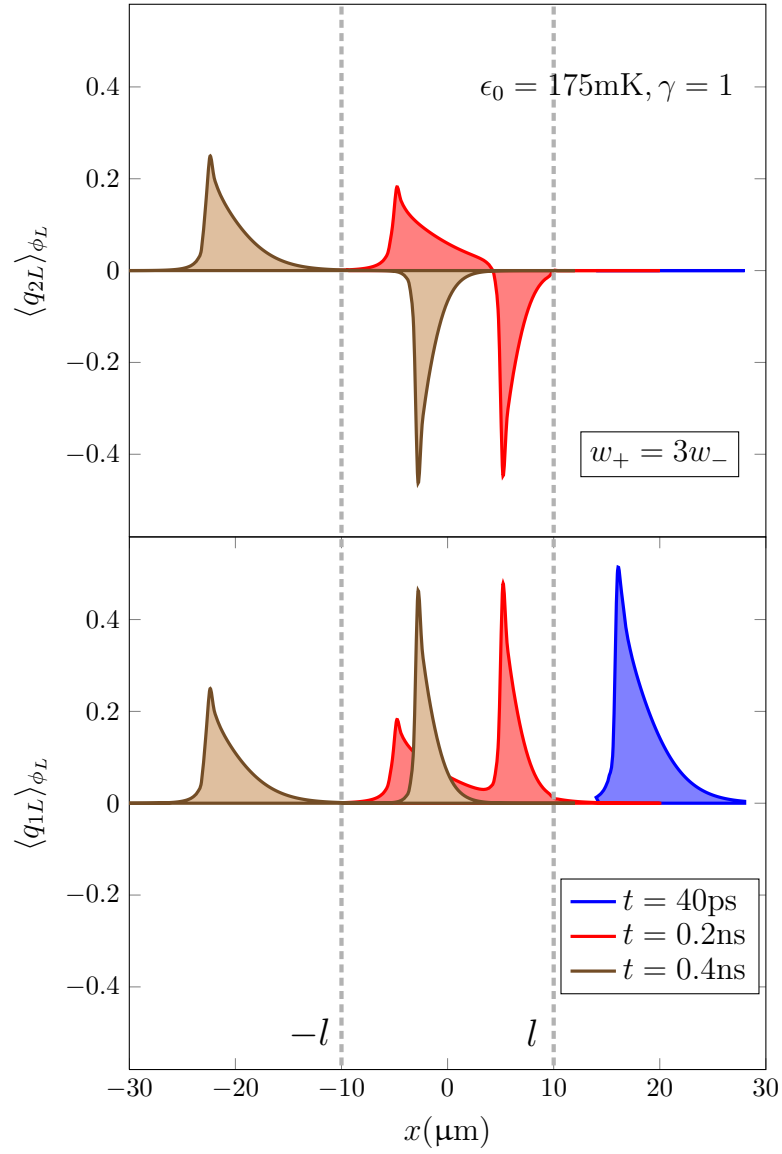 0.4
0.2
0
−0.2
−0.4
⟨q₂L⟩ϕL
ϵ₀ = 175mK, γ = 1
w₊ = 3w₋
0.4
0.2
0
−0.2
−0.4
⟨q₁L⟩ϕL
t = 40ps
t = 0.2ns
t = 0.4ns
−l
l
−30
−20
−10
0
10
20
30
x(μm)